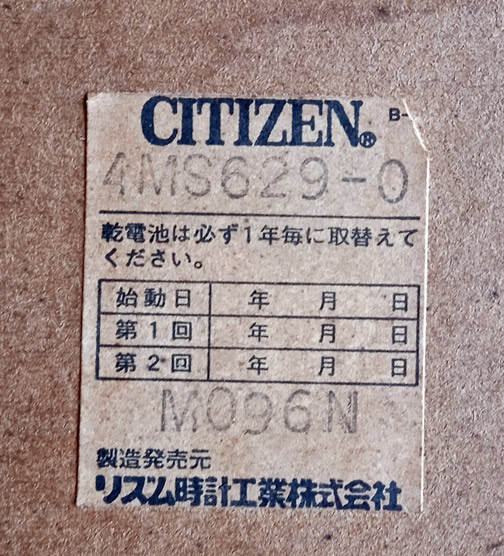 CITIZEN® B-
4MS629-0
乾電池は必ず1年毎に取替えて
ください。
始動日 年 月 日
第1回 年 月 日
第2回 年 月 日
M096N
製造発売元
リズム時計工業株式会社